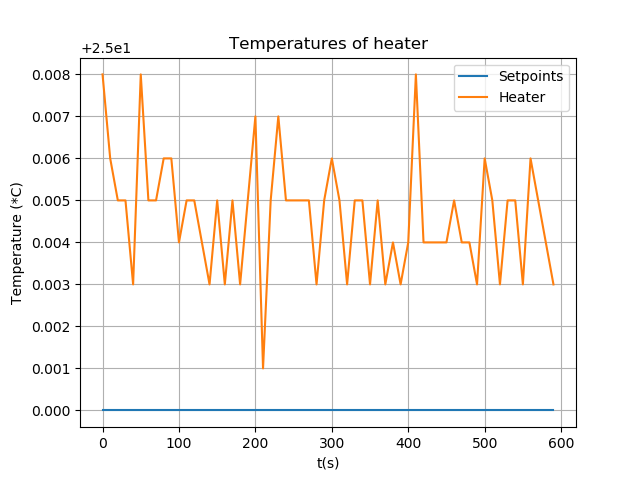 Temperatures of heater
+2.5e1
Setpoints
Heater
0.008
0.007
0.006
0.005
0.004
0.003
0.002
0.001
0.000
Temperature (*C)
0 100 200 300 400 500 600
t(s)